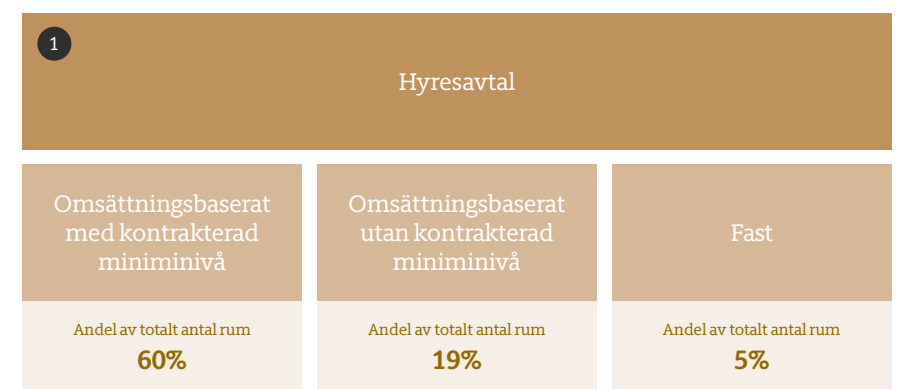 1
Hyresavtal
Omsättningsbaserat
med kontrakterad
miniminivå
Omsättningsbaserat
utan kontrakterad
miniminivå
Fast
Andel av totalt antal rum
60%
Andel av totalt antal rum
19%
Andel av totalt antal rum
5%